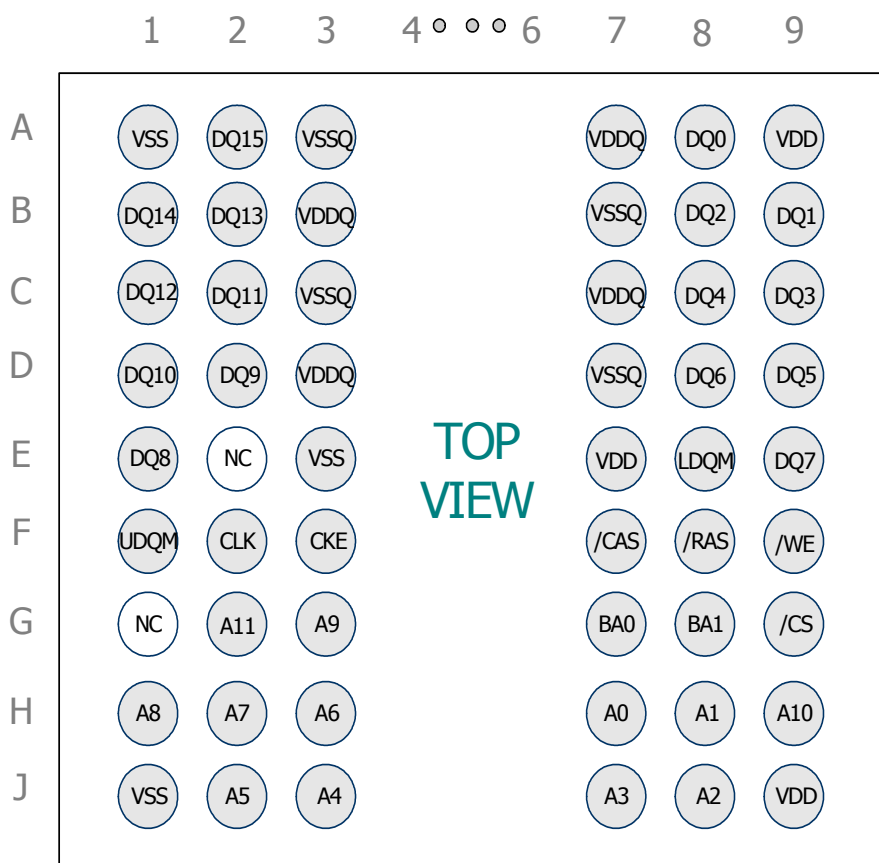 1 2 3 4 6 7 8 9
A VSS DQ15 VSSQ VDDQ DQ0 VDD
B DQ14 DQ13 VDDQ VSSQ DQ2 DQ1
C DQ12 DQ11 VSSQ VDDQ DQ4 DQ3
D DQ10 DQ9 VDDQ VSSQ DQ6 DQ5
TOP
E DQ8 NC VSS VDD LDQM DQ7
VIEW
F UDQM CLK CKE /CAS /RAS /WE
G NC A11 A9 BA0 BA1 /CS
H A8 A7 A6 A0 A1 A10
J VSS A5 A4 A3 A2 VDD